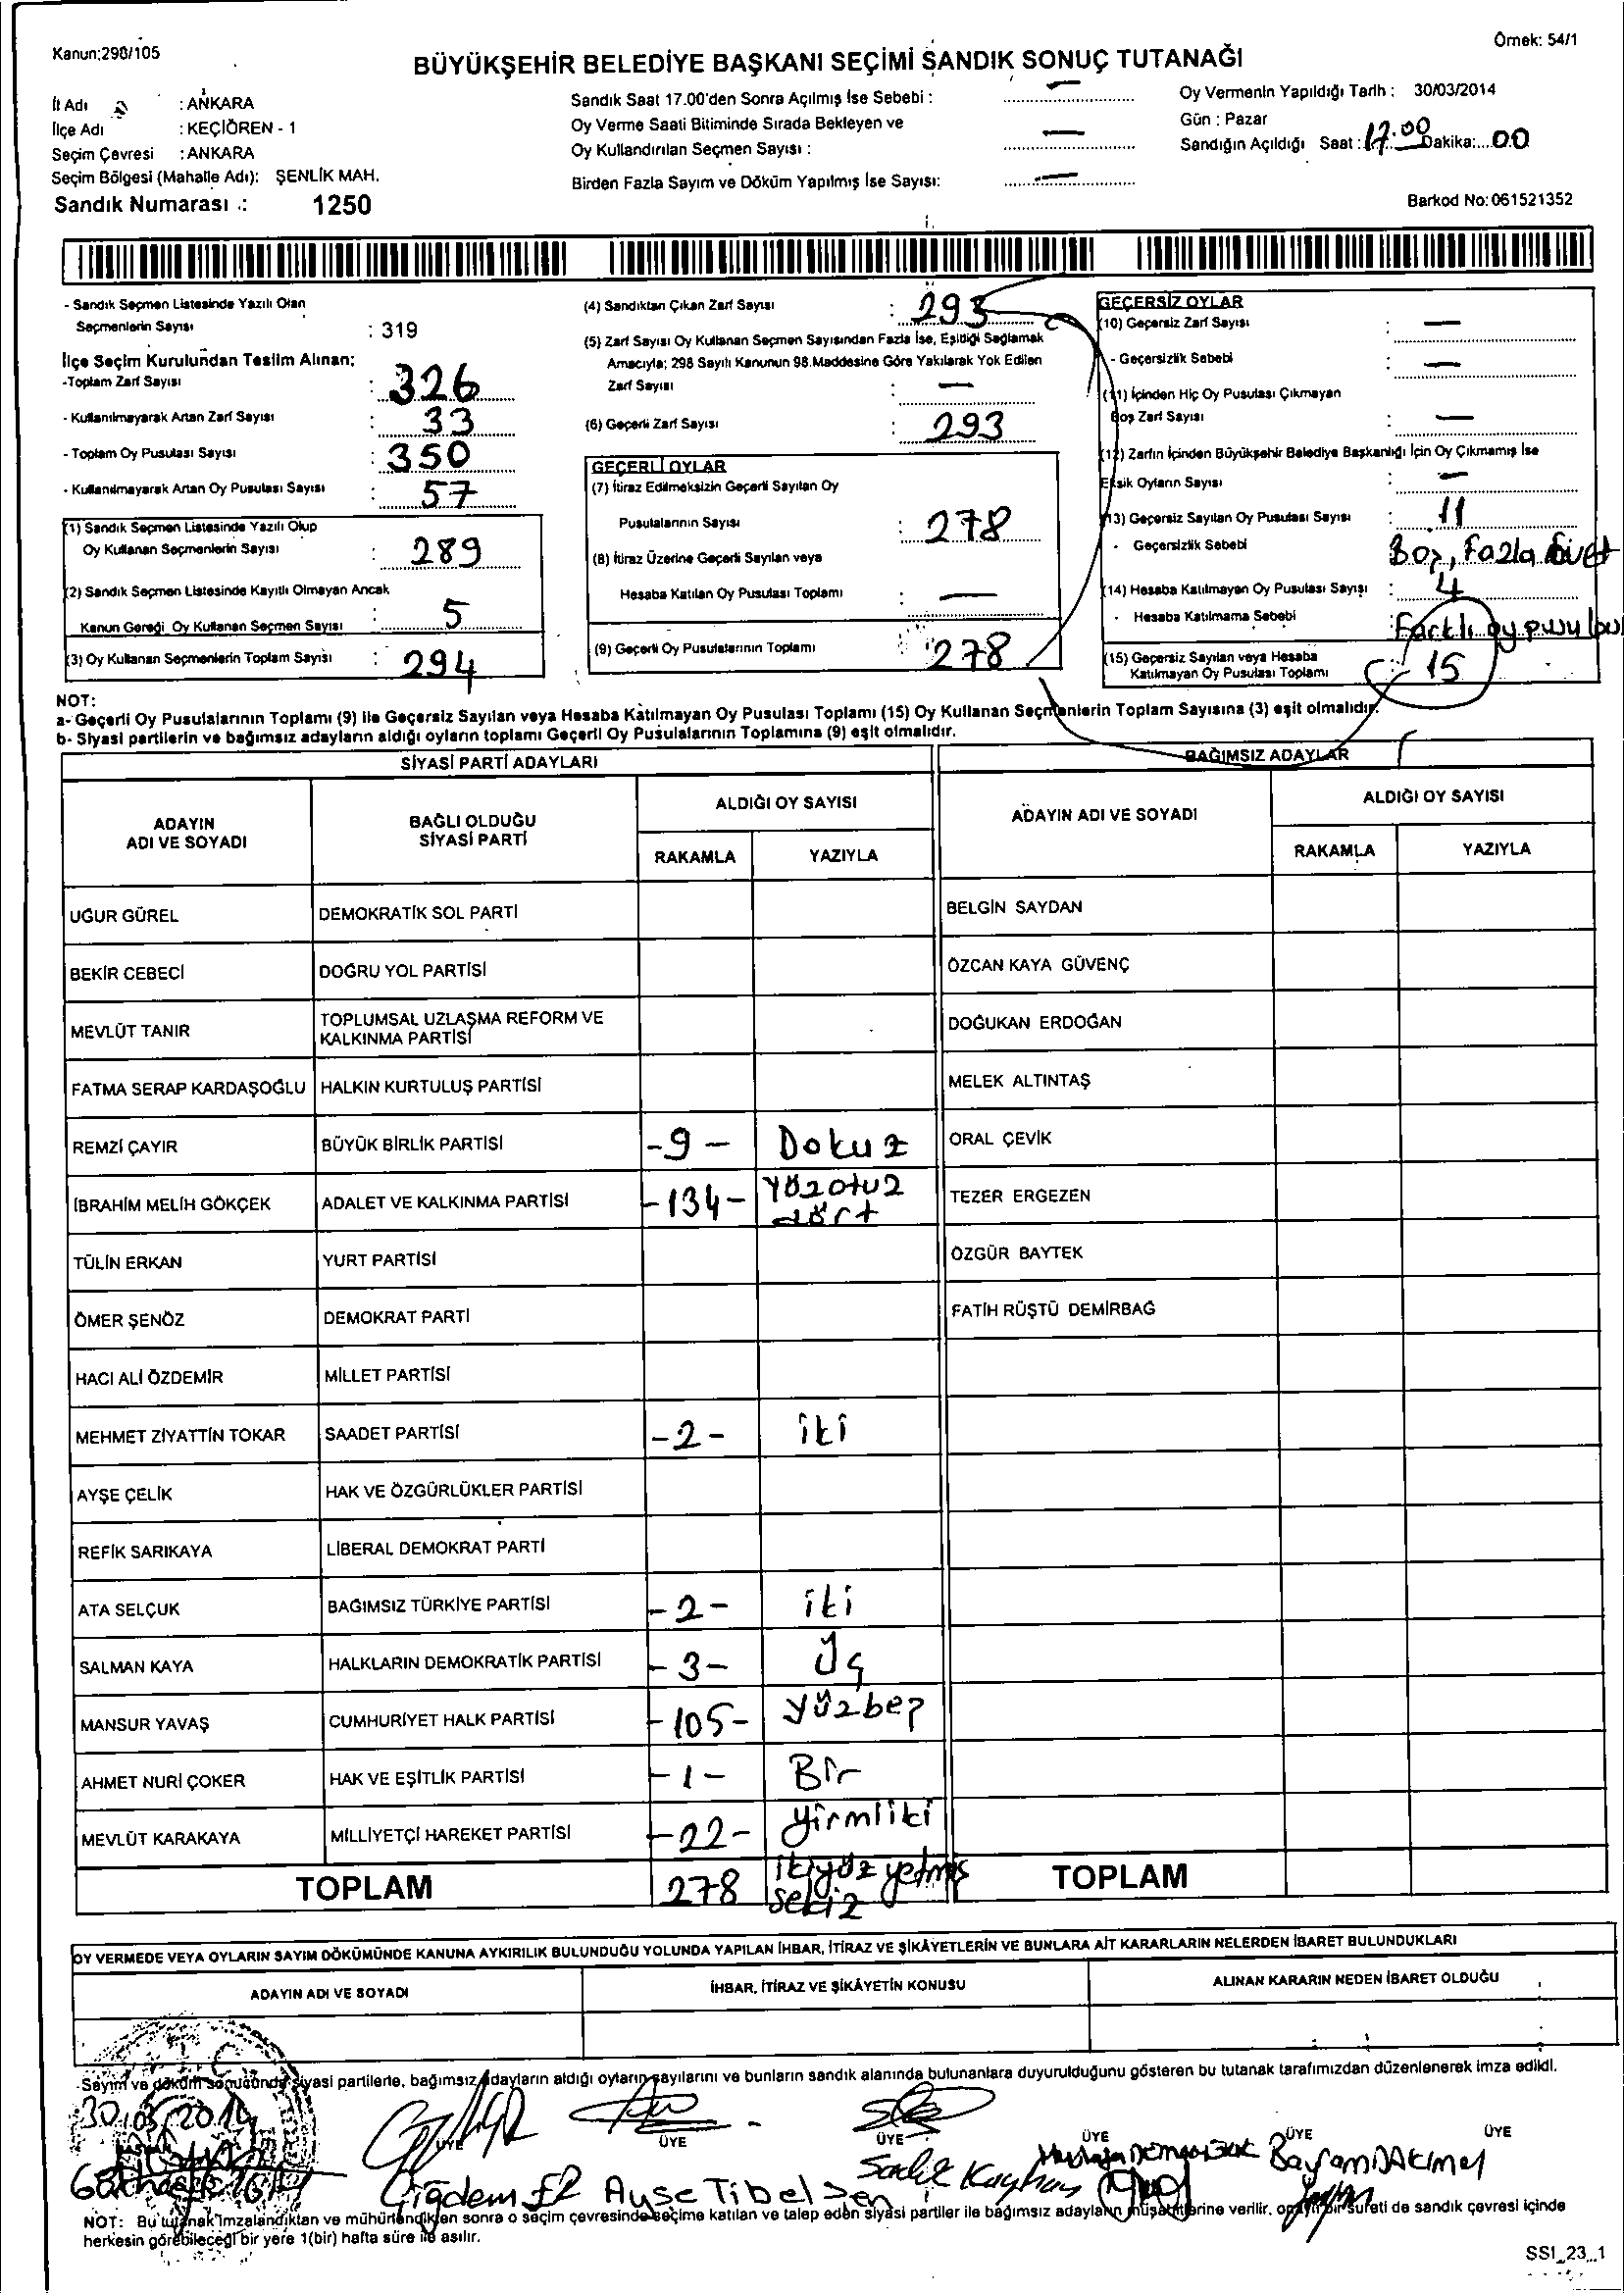 Kanun:298/105
Örnek: 54/1
BÜYÜKŞEHİR BELEDİYE BAŞKANI SEÇİMİ SANDIK SONUÇ TUTANAĞI
İl Adı : ANKARA
İlçe Adı : KEÇİÖREN - 1
Seçim Çevresi : ANKARA
Seçim Bölgesi (Mahalle Adı): ŞENLİK MAH.
Sandık Numarası : 1250
Sandık Saat 17.00'den Sonra Açılmış İse Sebebi : —
Oy Verme Saati Bitiminde Sırada Bekleyen ve
Oy Kullandırılan Seçmen Sayısı : —
Birden Fazla Sayım ve Döküm Yapılmış İse Sayısı: —
Oy Vermenin Yapıldığı Tarih : 30/03/2014
Gün : Pazar
Sandığın Açıldığı Saat : 17.00 Dakika:...00
Barkod No:061521352
- Sandık Seçmen Listesinde Yazılı Olan
Seçmenlerin Sayısı : 319
İlçe Seçim Kurulundan Teslim Alınan:
-Toplam Zarf Sayısı : 326
- Kullanılmayarak Artan Zarf Sayısı : 33
- Toplam Oy Pusulası Sayısı : 350
- Kullanılmayarak Artan Oy Pusulası Sayısı : 57
(1) Sandık Seçmen Listesinde Yazılı Olup
Oy Kullanan Seçmenlerin Sayısı : 289
(2) Sandık Seçmen Listesinde Kayıtlı Olmayan Ancak
Kanun Gereği Oy Kullanan Seçmen Sayısı : 5
(3) Oy Kullanan Seçmenlerin Toplam Sayısı : 294
(4) Sandıktan Çıkan Zarf Sayısı : 293
(5) Zarf Sayısı Oy Kullanan Seçmen Sayısından Fazla İse, Eşitliği Sağlamak
Amacıyla; 298 Sayılı Kanunun 98.Maddesine Göre Yakılarak Yok Edilen
Zarf Sayısı : —
(6) Geçerli Zarf Sayısı : 293
GEÇERLİ OYLAR
(7) İtiraz Edilmeksizin Geçerli Sayılan Oy
Pusulalarının Sayısı : 278
(8) İtiraz Üzerine Geçerli Sayılan veya
Hesaba Katılan Oy Pusulası Toplamı : —
(9) Geçerli Oy Pusulalarının Toplamı : 278
GEÇERSİZ OYLAR
(10) Geçersiz Zarf Sayısı : —
- Geçersizlik Sebebi : —
(11) İçinden Hiç Oy Pusulası Çıkmayan
Boş Zarf Sayısı : —
(12) Zarfın İçinden Büyükşehir Belediye Başkanlığı İçin Oy Çıkmamış İse
Eksik Oyların Sayısı : —
(13) Geçersiz Sayılan Oy Pusulası Sayısı : 11
- Geçersizlik Sebebi Boş, Fazla Evet
(14) Hesaba Katılmayan Oy Pusulası Sayısı : 4
- Hesaba Katılmama Sebebi : Farklı oy
(15) Geçersiz Sayılan veya Hesaba
Katılmayan Oy Pusulası Toplamı : 15
NOT:
a- Geçerli Oy Pusulalarının Toplamı (9) ile Geçersiz Sayılan veya Hesaba Katılmayan Oy Pusulası Toplamı (15) Oy Kullanan Seçmenlerin Toplam Sayısına (3) eşit olmalıdır.
b- Siyasi partilerin ve bağımsız adayların aldığı oyların toplamı Geçerli Oy Pusulalarının Toplamına (9) eşit olmalıdır.
SİYASİ PARTİ ADAYLARI BAĞIMSIZ ADAYLAR
ADAYIN ADI VE SOYADI BAĞLI OLDUĞU SİYASİ PARTİ ALDIĞI OY SAYISI ADAYIN ADI VE SOYADI ALDIĞI OY SAYISI
RAKAMLA YAZIYLA RAKAMLA YAZIYLA
UĞUR GÜREL DEMOKRATİK SOL PARTİ BELGİN SAYDAN
BEKİR CEBECİ DOĞRU YOL PARTİSİ ÖZCAN KAYA GÜVENÇ
MEVLÜT TANIR TOPLUMSAL UZLAŞMA REFORM VE KALKINMA PARTİSİ DOĞUKAN ERDOĞAN
FATMA SERAP KARDAŞOĞLU HALKIN KURTULUŞ PARTİSİ MELEK ALTINTAŞ
REMZİ ÇAYIR BÜYÜK BİRLİK PARTİSİ -9- Dokuz ORAL ÇEVİK
İBRAHİM MELİH GÖKÇEK ADALET VE KALKINMA PARTİSİ -134- Yüzotuz dört TEZER ERGEZEN
TÜLİN ERKAN YURT PARTİSİ ÖZGÜR BAYTEK
ÖMER ŞENÖZ DEMOKRAT PARTİ FATİH RÜŞTÜ DEMİRBAĞ
HACI ALİ ÖZDEMİR MİLLET PARTİSİ
MEHMET ZİYATTİN TOKAR SAADET PARTİSİ -2- iki
AYŞE ÇELİK HAK VE ÖZGÜRLÜKLER PARTİSİ
REFİK SARIKAYA LİBERAL DEMOKRAT PARTİ
ATA SELÇUK BAĞIMSIZ TÜRKİYE PARTİSİ -2- iki
SALMAN KAYA HALKLARIN DEMOKRATİK PARTİSİ -3- Üç
MANSUR YAVAŞ CUMHURİYET HALK PARTİSİ -105- yüzbeş
AHMET NURİ ÇOKER HAK VE EŞİTLİK PARTİSİ -1- Bir
MEVLÜT KARAKAYA MİLLİYETÇİ HAREKET PARTİSİ -22- yirmiiki
TOPLAM 278 ikiyüz yetmiş sekiz TOPLAM
OY VERMEDE VEYA OYLARIN SAYIM DÖKÜMÜNDE KANUNA AYKIRILIK BULUNDUĞU YOLUNDA YAPILAN İHBAR, İTİRAZ VE ŞİKÂYETLERİN VE BUNLARA AİT KARARLARIN NELERDEN İBARET BULUNDUKLARI
ADAYIN ADI VE SOYADI İHBAR, İTİRAZ VE ŞİKÂYETİN KONUSU ALINAN KARARIN NEDEN İBARET OLDUĞU
Sayım ve döküm sonucunda siyasi partilerle, bağımsız adayların aldığı oyların sayılarını ve bunların sandık alanında bulunanlara duyurulduğunu gösteren bu tutanak tarafımızdan düzenlenerek imza edildi.
30.03.2014
ÜYE ÜYE ÜYE ÜYE ÜYE ÜYE
Çiğdem ER Ayşe Tibel Şen Sadık Kayhan Bayram
NOT: Bu tutanak imzalandıktan ve mühürlendikten sonra o seçim çevresinde seçime katılan ve talep eden siyasi partiler ile bağımsız adayların müşahitlerine verilir, onaylı bir sureti de sandık çevresi içinde
herkesin görebileceği bir yere 1(bir) hafta süre ile asılır.
SSI_23_1